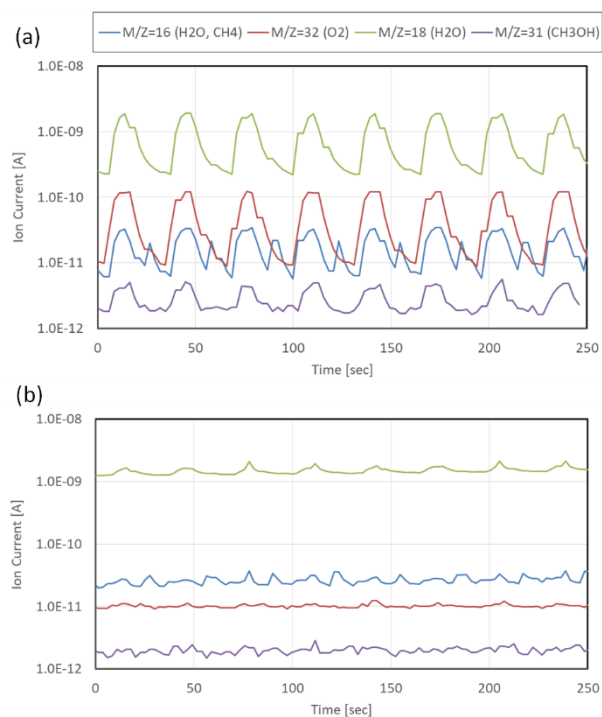 (a)
M/Z=16 (H2O, CH4) M/Z=32 (O2) M/Z=18 (H2O) M/Z=31 (CH3OH)
1.0E-08
1.0E-09
1.0E-10
1.0E-11
1.0E-12
Ion Current [A]
0 50 100 150 200 250
Time [sec]
(b)
1.0E-08
1.0E-09
1.0E-10
1.0E-11
1.0E-12
Ion Current [A]
0 50 100 150 200 250
Time [sec]